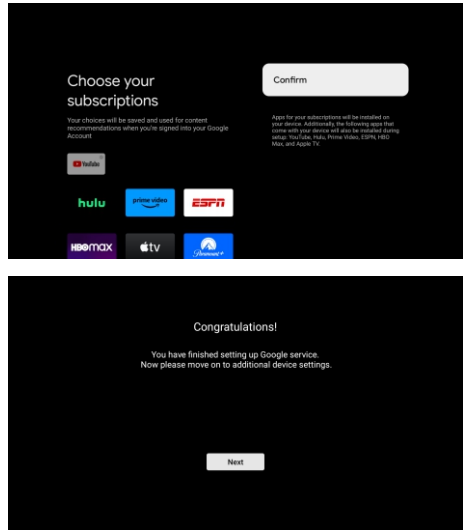 Choose your
subscriptions
Your choices will be saved and used for content
recommendations when you're signed into your Google
Account
YouTube
hulu
prime video
ESPN
HBOmax
tv
Paramount+
Confirm
Apps for your subscriptions will be installed on
your device. Additionally, the following apps that
come with your device will also be installed during
setup: YouTube, Hulu, Prime Video, ESPN, HBO
Max, and Apple TV.
Congratulations!
You have finished setting up Google service.
Now please move on to additional device settings.
Next